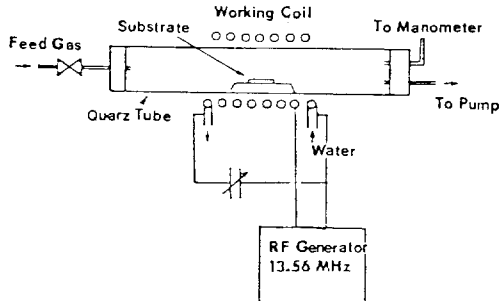 Working Coil
To Manometer
Substrate
Feed Gas
To Pump
Quarz Tube
Water
RF Generator
13.56 MHz